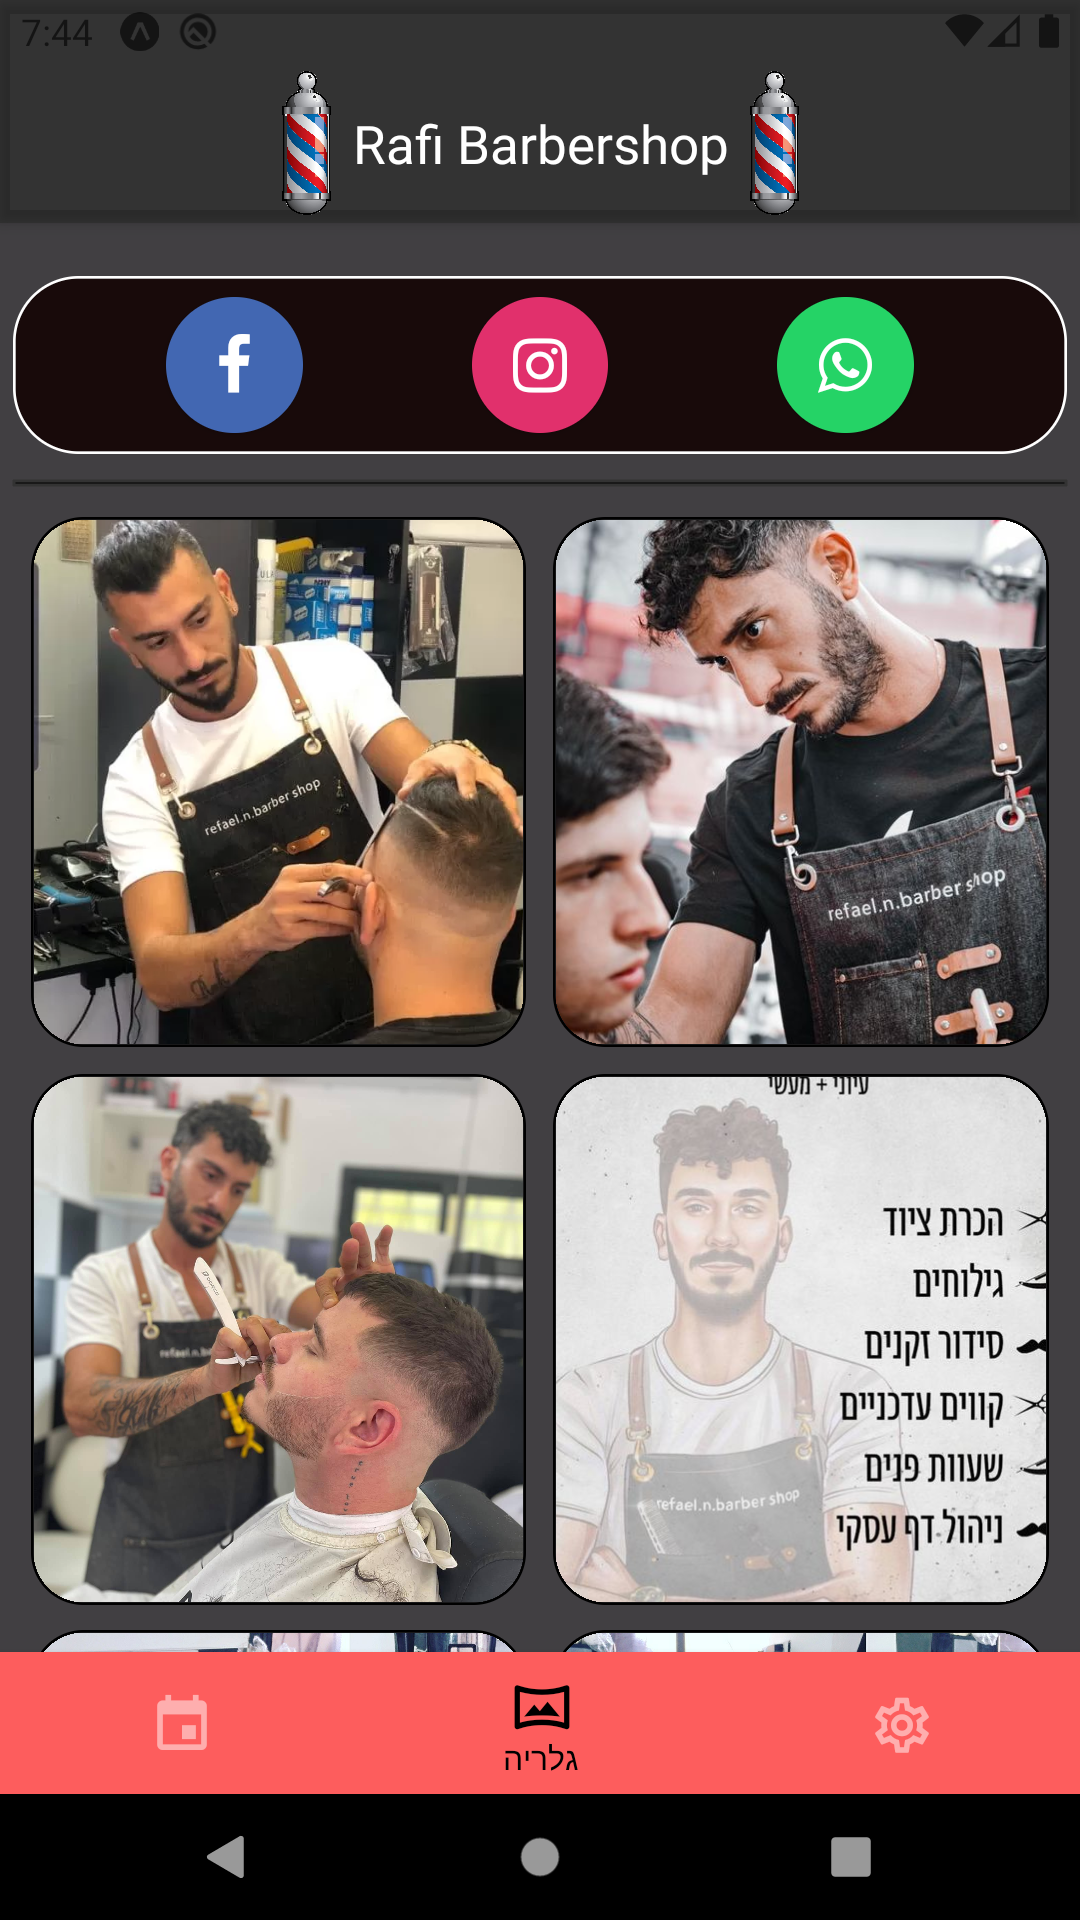 7:44
Rafi Barbershop
refael.n.barber shop
refael.n.barber shop
עיוני + מעשי
הכרת ציוד
גילוחים
סידור זקנים
קווים עדכניים
שעוות פנים
ניהול דף עסקי
refael.n.barber shop
גלריה